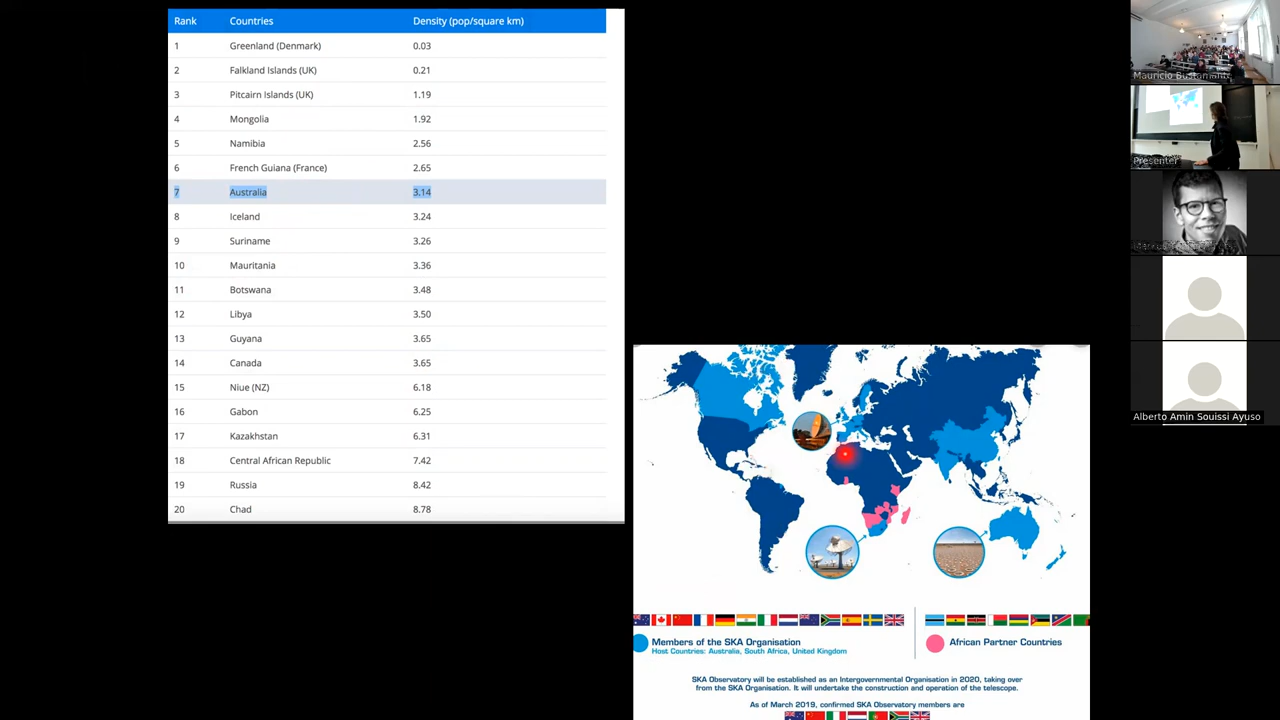 Rank Countries Density (pop/square km)
1 Greenland (Denmark) 0.03
2 Falkland Islands (UK) 0.21
3 Pitcairn Islands (UK) 1.19
4 Mongolia 1.92
5 Namibia 2.56
6 French Guiana (France) 2.65
7 Australia 3.14
8 Iceland 3.24
9 Suriname 3.26
10 Mauritania 3.36
11 Botswana 3.48
12 Libya 3.50
13 Guyana 3.65
14 Canada 3.65
15 Niue (NZ) 6.18
16 Gabon 6.25
17 Kazakhstan 6.31
18 Central African Republic 7.42
19 Russia 8.42
20 Chad 8.78
Members of the SKA Organisation
Host Countries: Australia, South Africa, United Kingdom
African Partner Countries
SKA Observatory will be established as an Intergovernmental Organisation in 2020, taking over
from the SKA Organisation. It will undertake the construction and operation of the telescope.
As of March 2019, confirmed SKA Observatory members are
Mauricio Bustamante
Presenter
Alberto Amin Souissi Ayuso